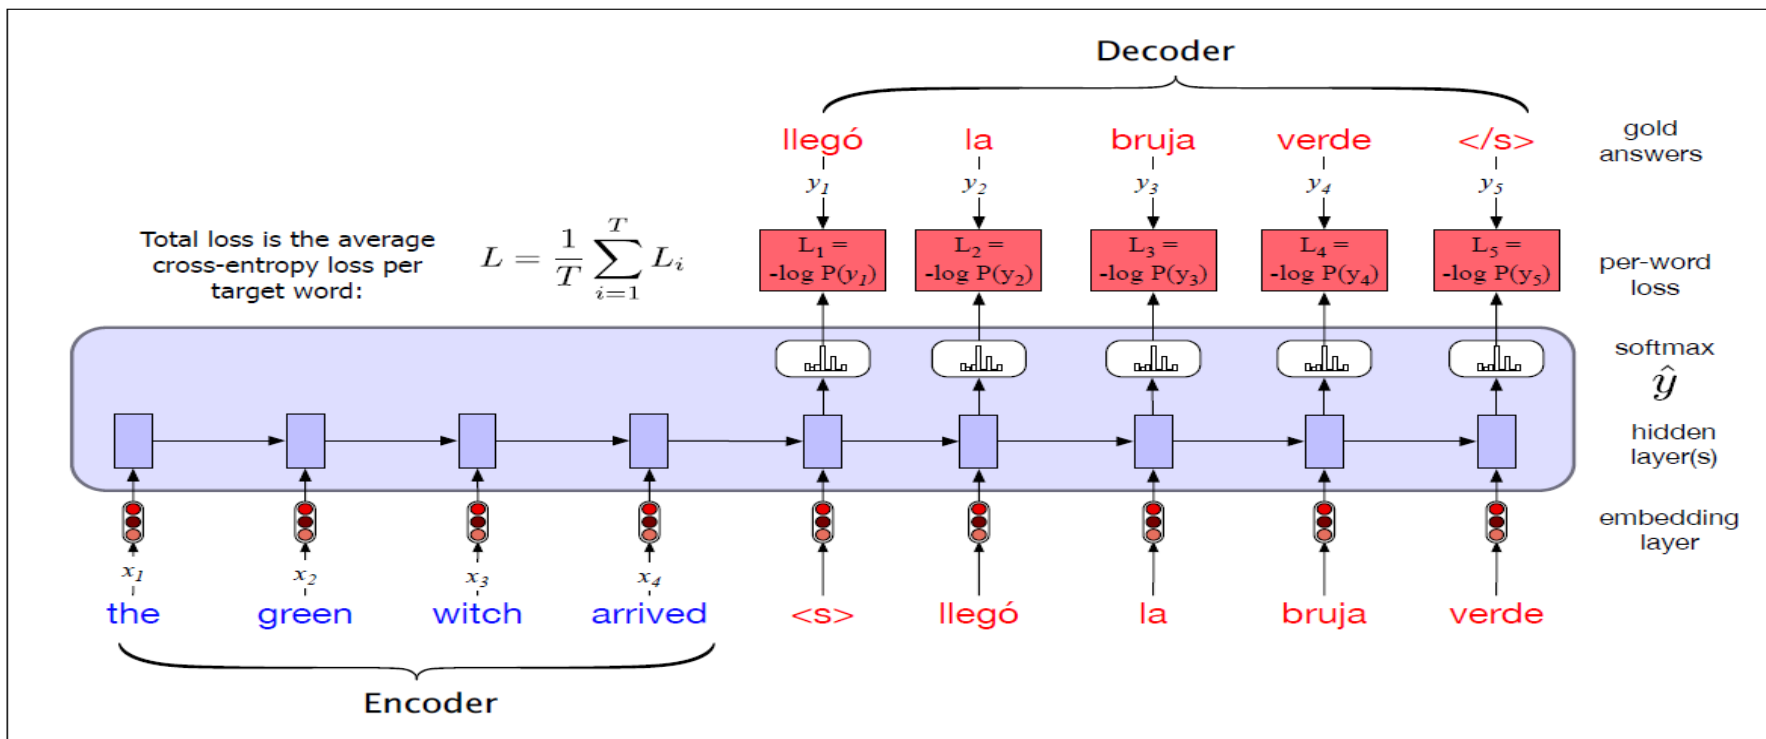 Decoder
llegó la bruja verde </s> gold answers
y1 y2 y3 y4 y5
Total loss is the average cross-entropy loss per target word:
L = \frac{1}{T} \sum_{i=1}^{T} L_i
L1 = -log P(y1)
L2 = -log P(y2)
L3 = -log P(y3)
L4 = -log P(y4)
L5 = -log P(y5)
per-word loss
softmax
ŷ
hidden layer(s)
embedding layer
x1 x2 x3 x4
the green witch arrived <s> llegó la bruja verde
Encoder